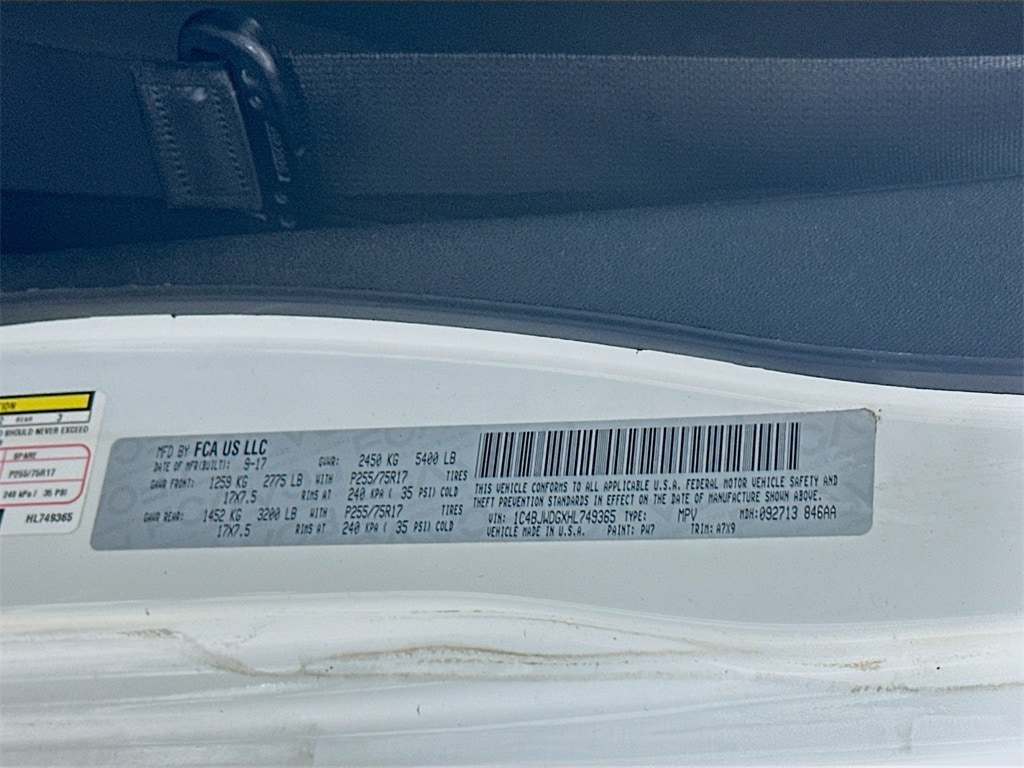 REAR 3
SHOULD NEVER EXCEED
SPARE
P255/75R17
240 kPa / 35 PSI
HL749365
MFD BY FCA US LLC
DATE OF MFR(BUILT): 9-17 GVWR: 2450 KG 5400 LB
GAWR FRONT: 1259 KG 2775 LB WITH P255/75R17 TIRES
17X7.5 RIMS AT 240 KPA ( 35 PSI) COLD
GAWR REAR: 1452 KG 3200 LB WITH P255/75R17 TIRES
17X7.5 RIMS AT 240 KPA ( 35 PSI) COLD
THIS VEHICLE CONFORMS TO ALL APPLICABLE U.S.A. FEDERAL MOTOR VEHICLE SAFETY AND
THEFT PREVENTION STANDARDS IN EFFECT ON THE DATE OF MANUFACTURE SHOWN ABOVE.
VIN: 1C4BJWDGXHL749365 TYPE: MPV MDH:092713 846AA
VEHICLE MADE IN U.S.A. PAINT: PW7 TRIM: A7X9